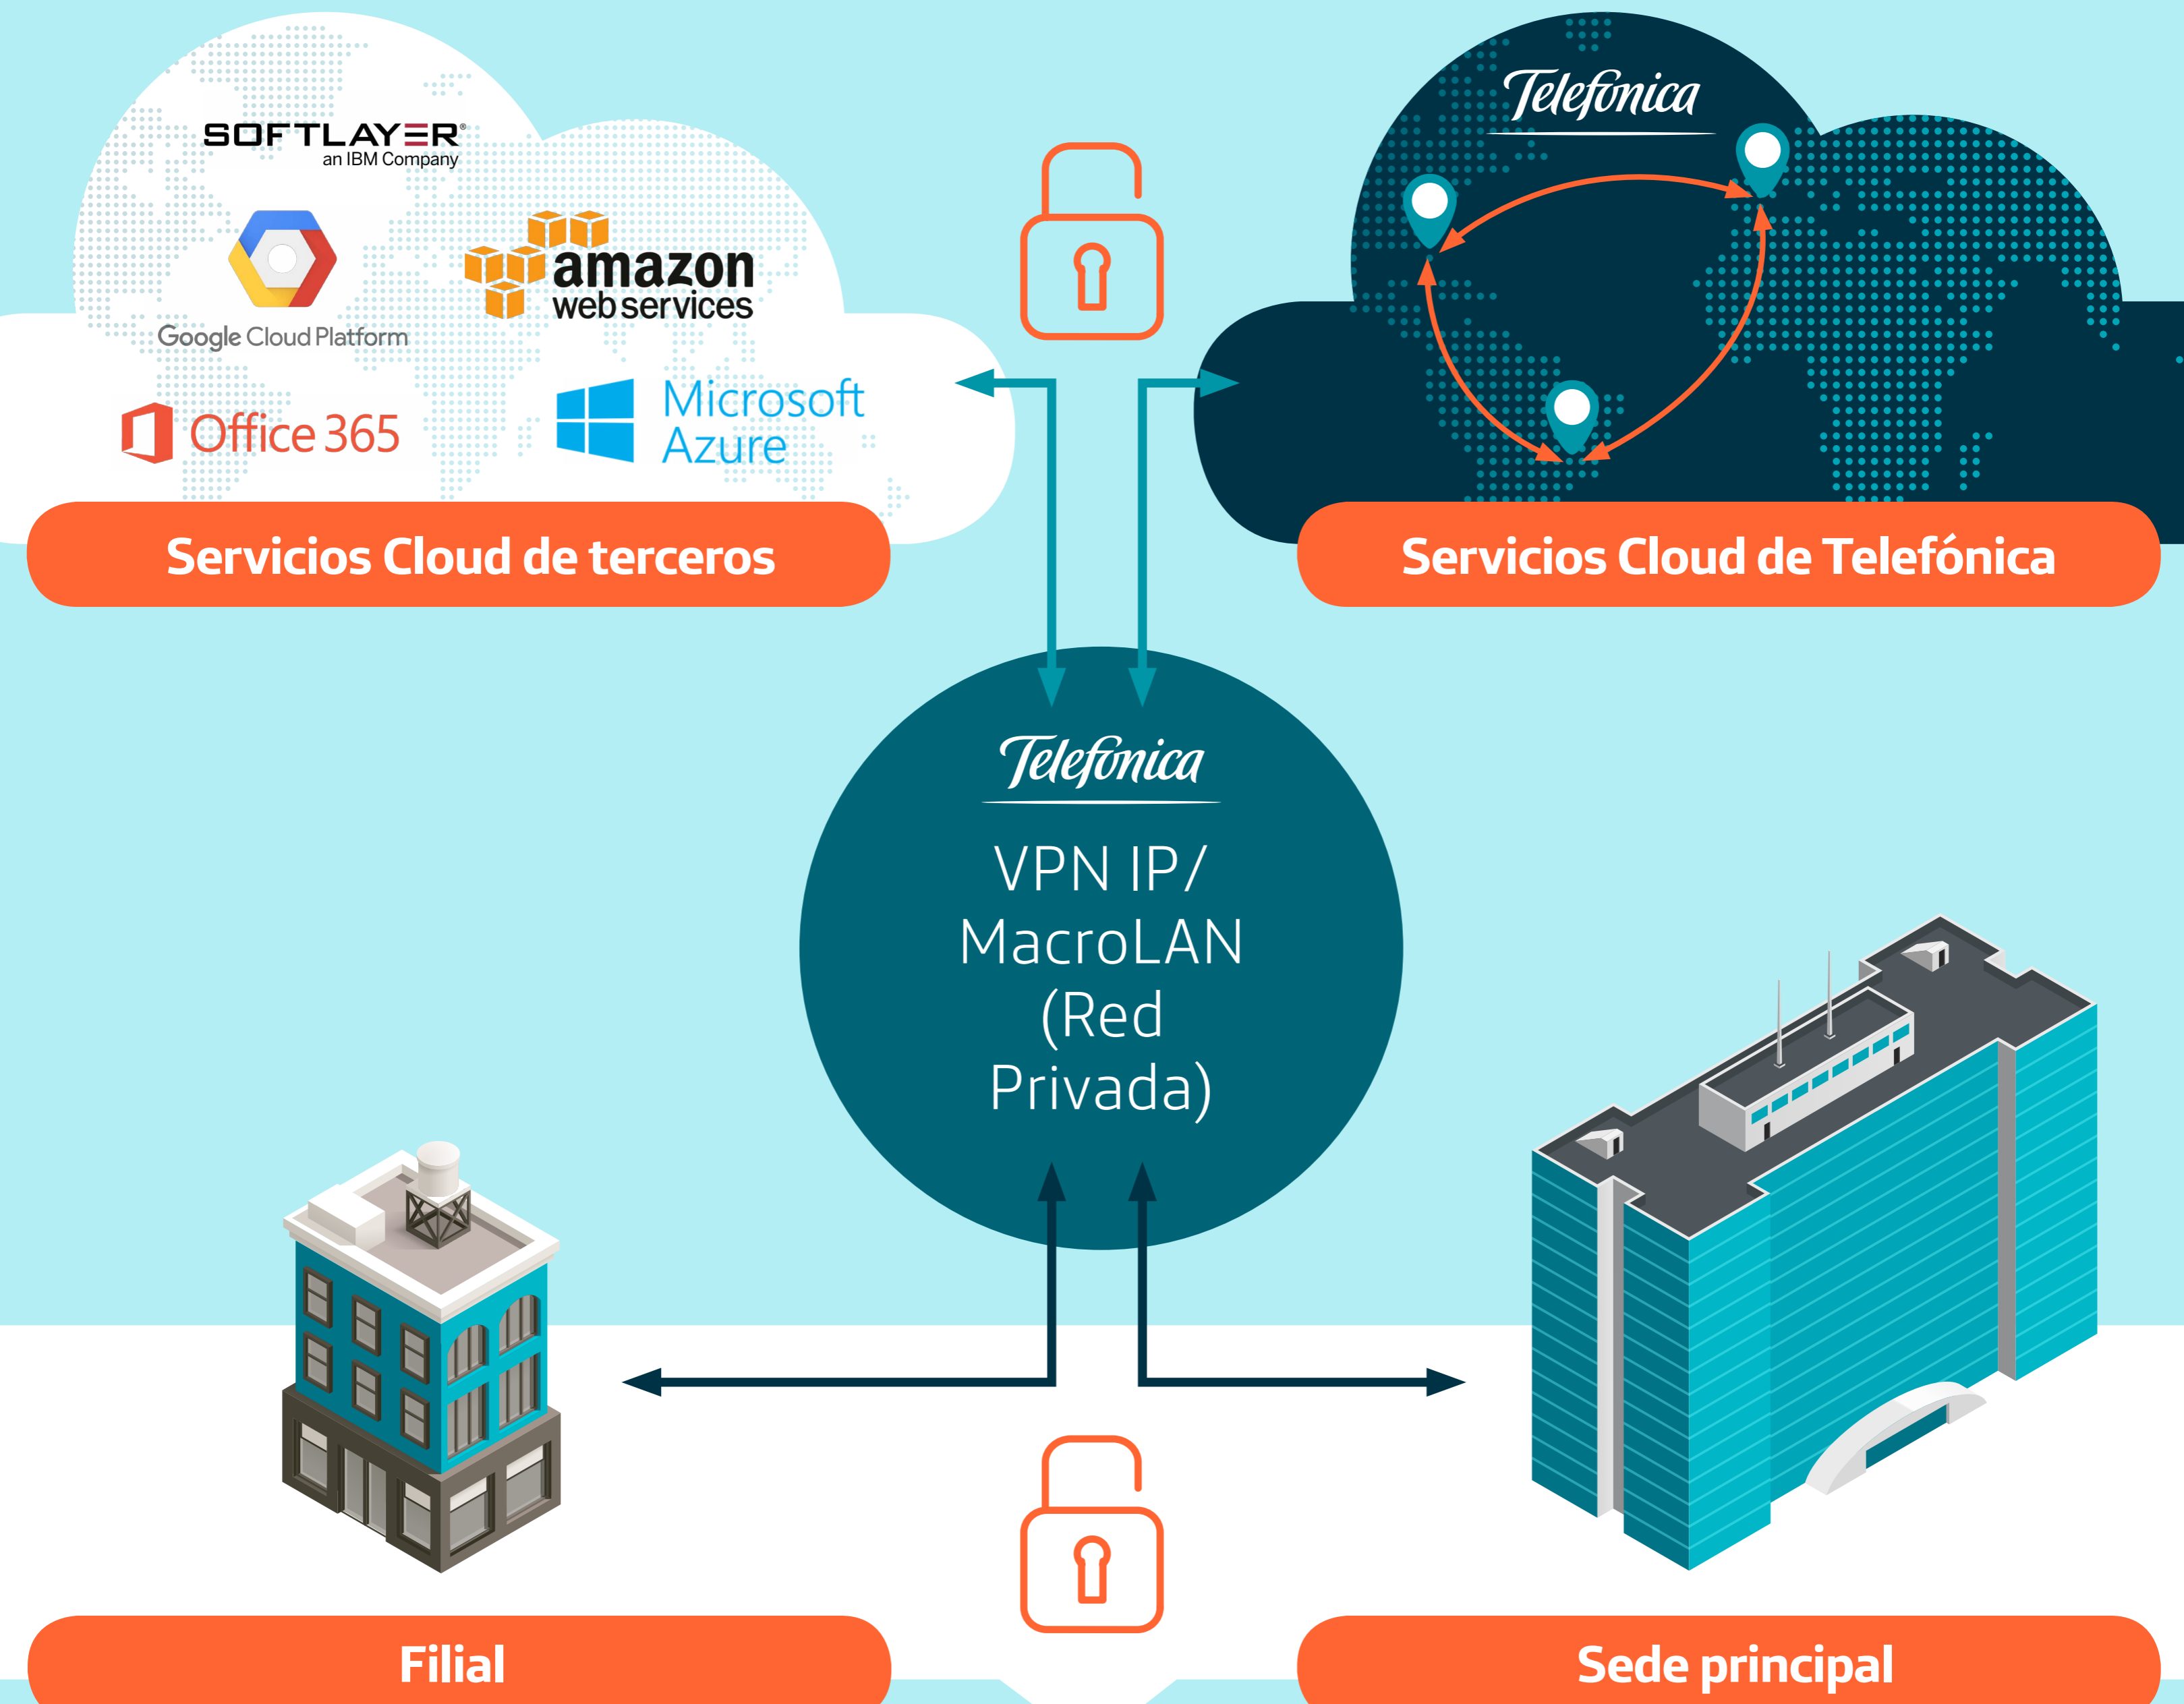 SOFTLAYER®
an IBM Company
Google Cloud Platform
amazon
web services
Office 365
Microsoft
Azure
Servicios Cloud de terceros
Telefónica
Servicios Cloud de Telefónica
Telefónica
VPN IP/
MacroLAN
(Red
Privada)
Filial
Sede principal